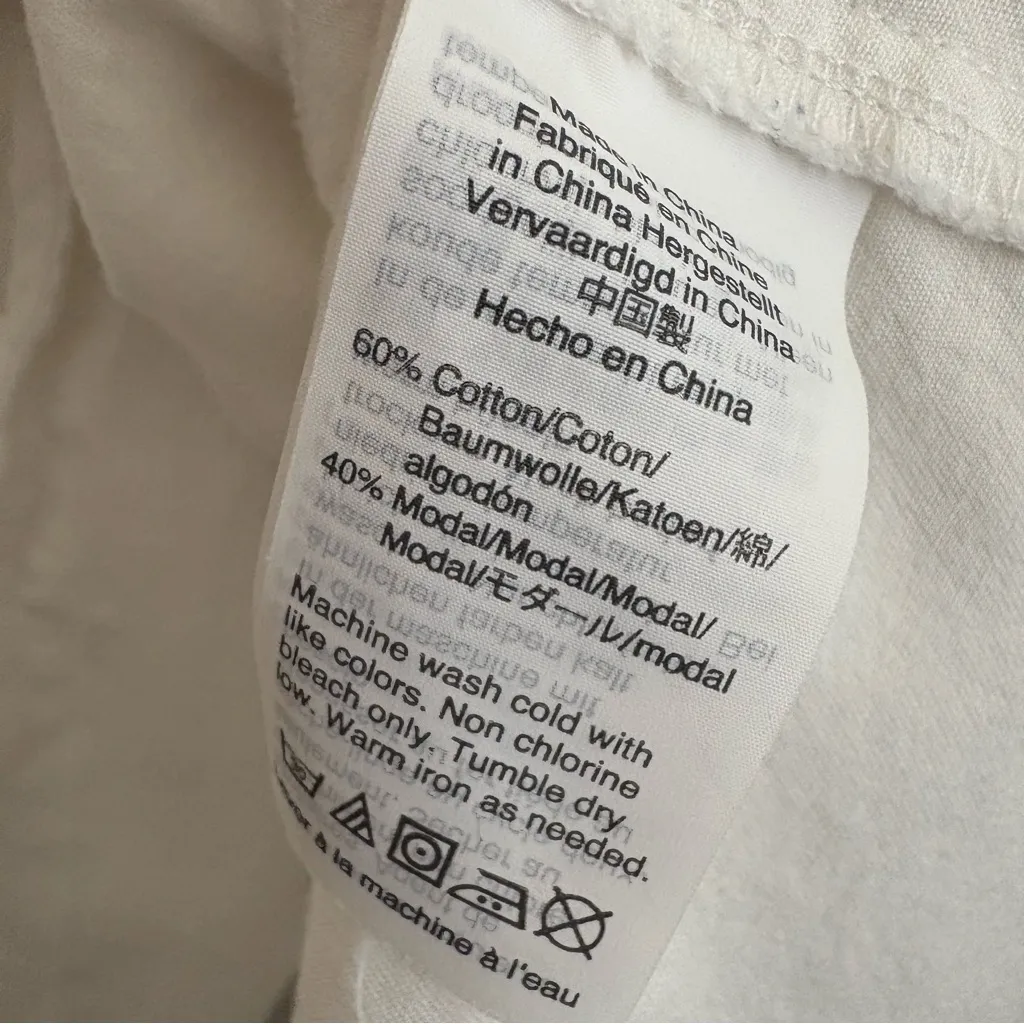 Made in China
Fabriqué en Chine
in China Hergestellt
Vervaardigd in China
中国製
Hecho en China
60% Cotton/Coton/
Baumwolle/Katoen/綿/
algodón
40% Modal/Modal/Modal/
Modal/モダール/modal
Machine wash cold with
like colors. Non chlorine
bleach only. Tumble dry
low. Warm iron as needed.
à la machine à l'eau